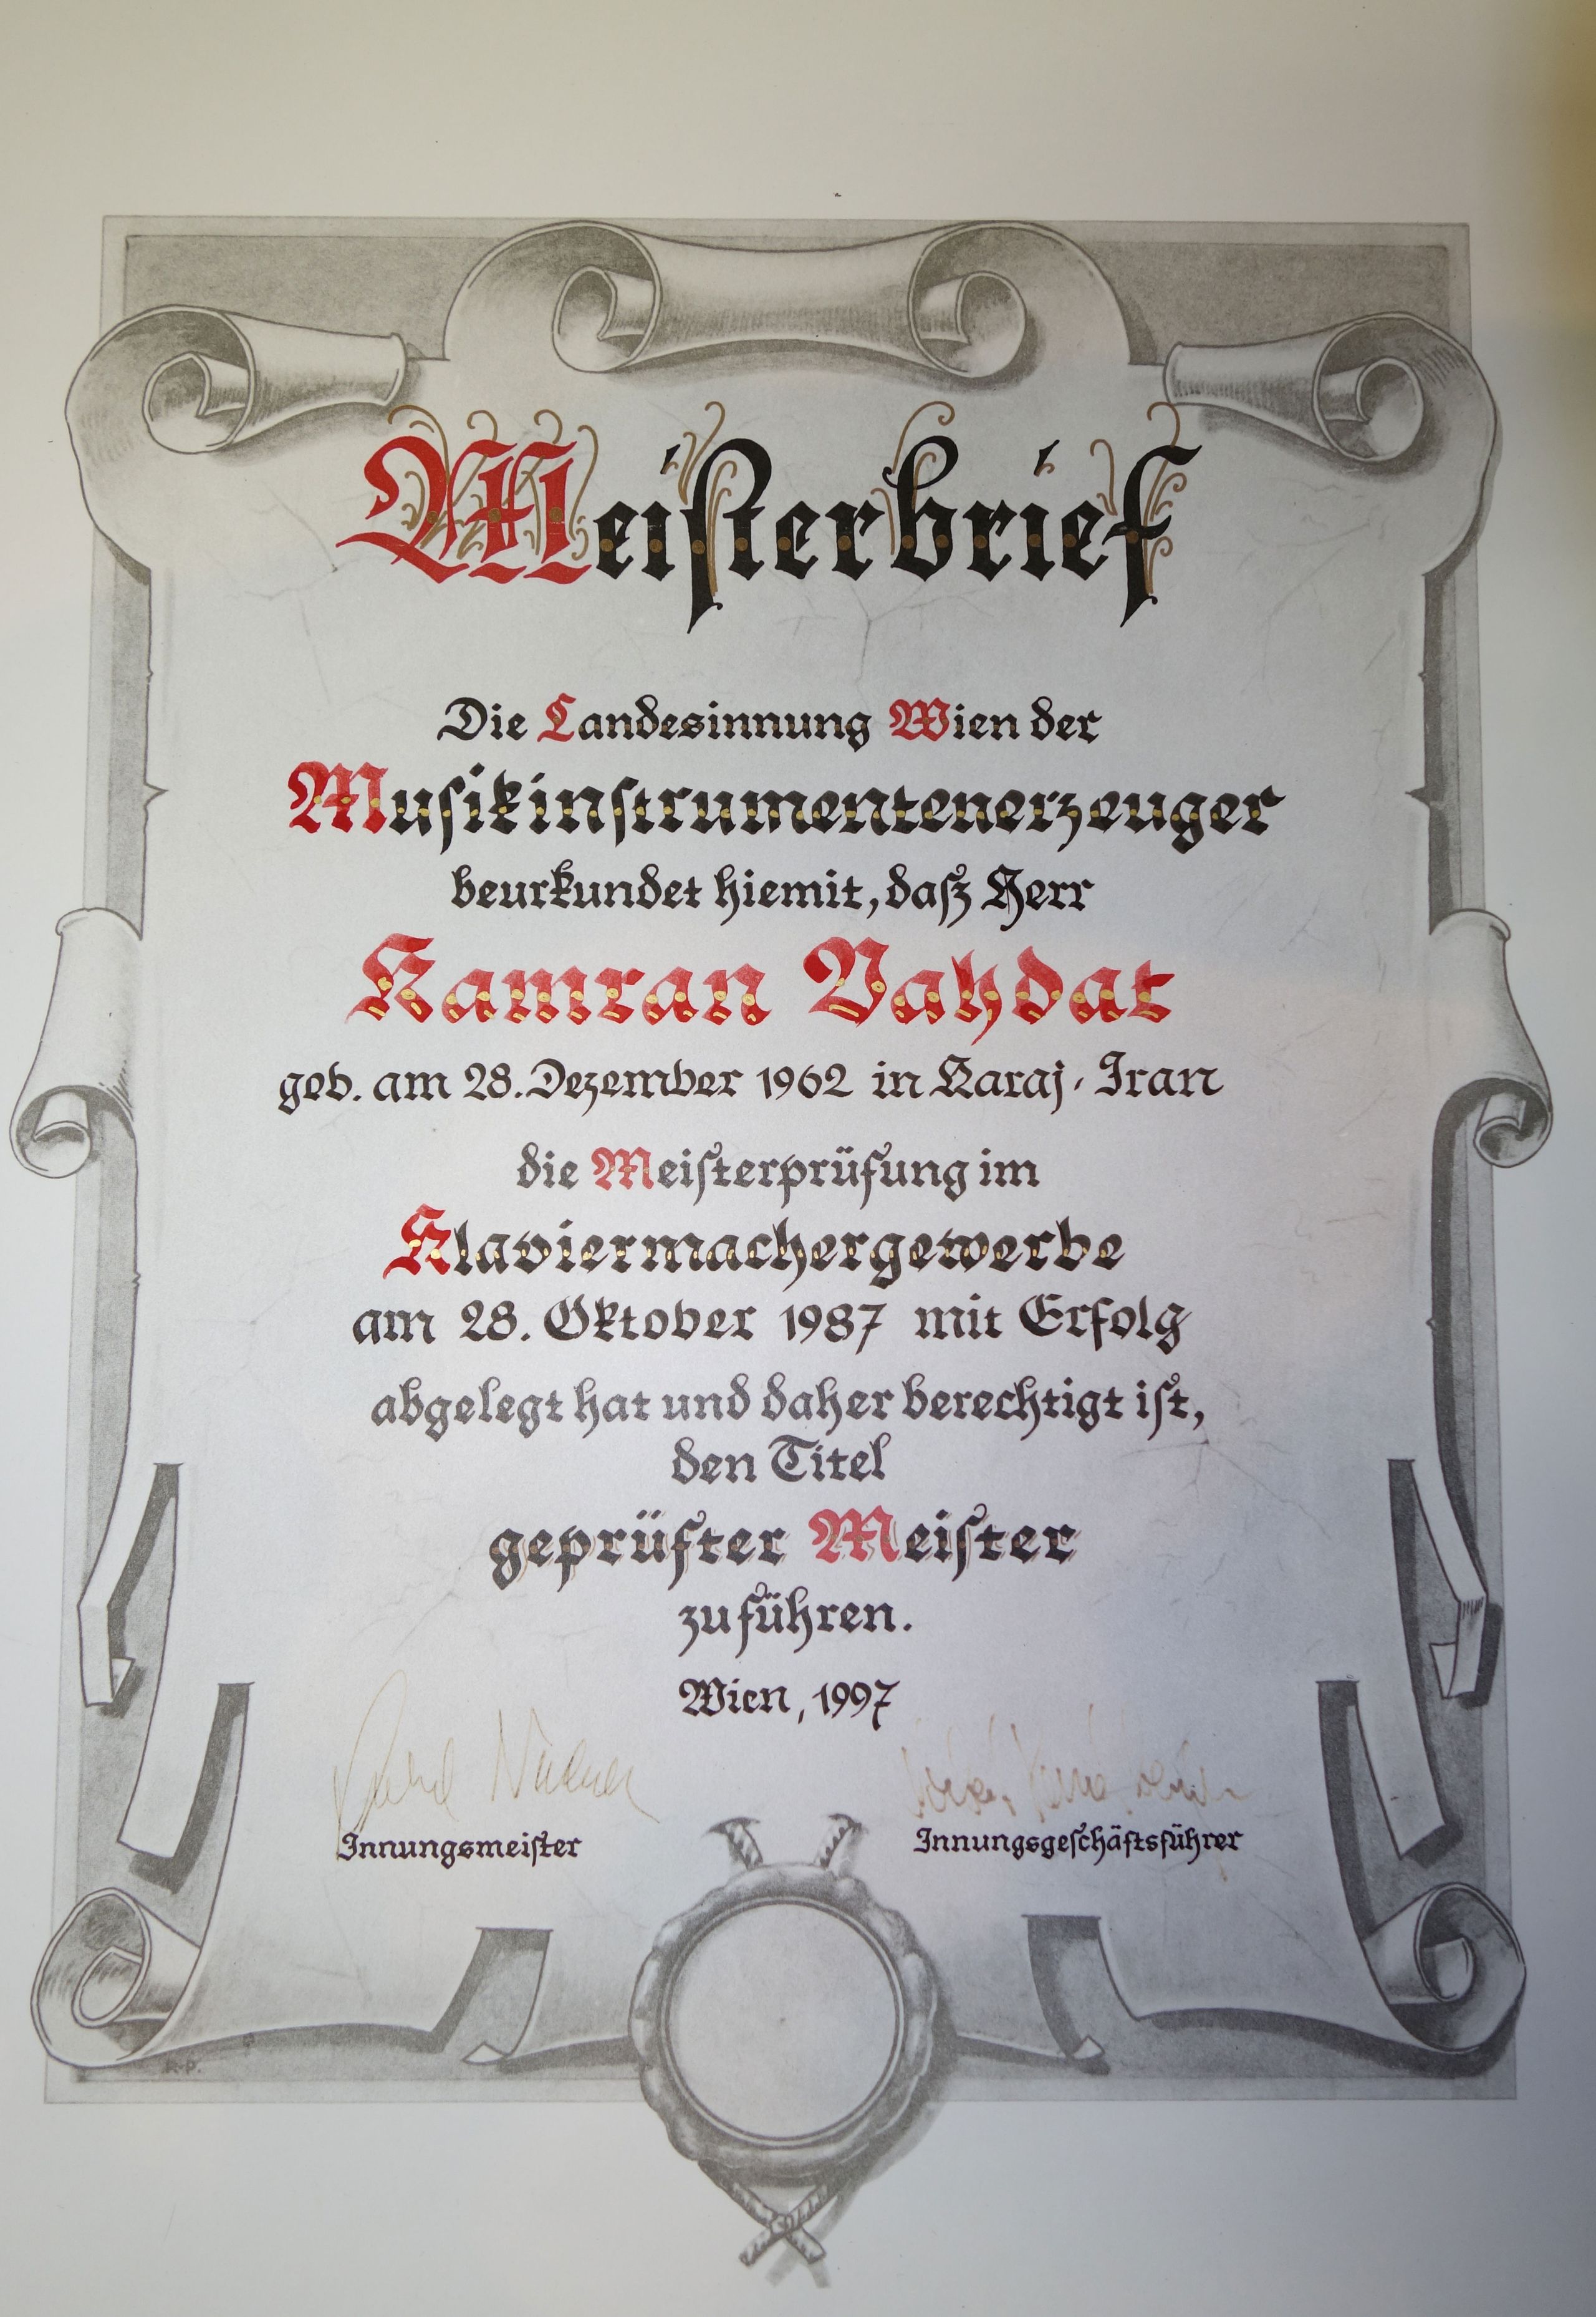 Meisterbrief
Die Landesinnung Wien der
Musikinstrumentenerzeuger
beurkundet hiemit, daß Herr
Kamran Vahdat
geb. am 28. Dezember 1962 in Karaj, Iran
die Meisterprüfung im
Klaviermachergewerbe
am 28. Oktober 1987 mit Erfolg
abgelegt hat und daher berechtigt ist,
den Titel
geprüfter Meister
zu führen.
Wien, 1997
Innungsmeister Innungsgeschäftsführer